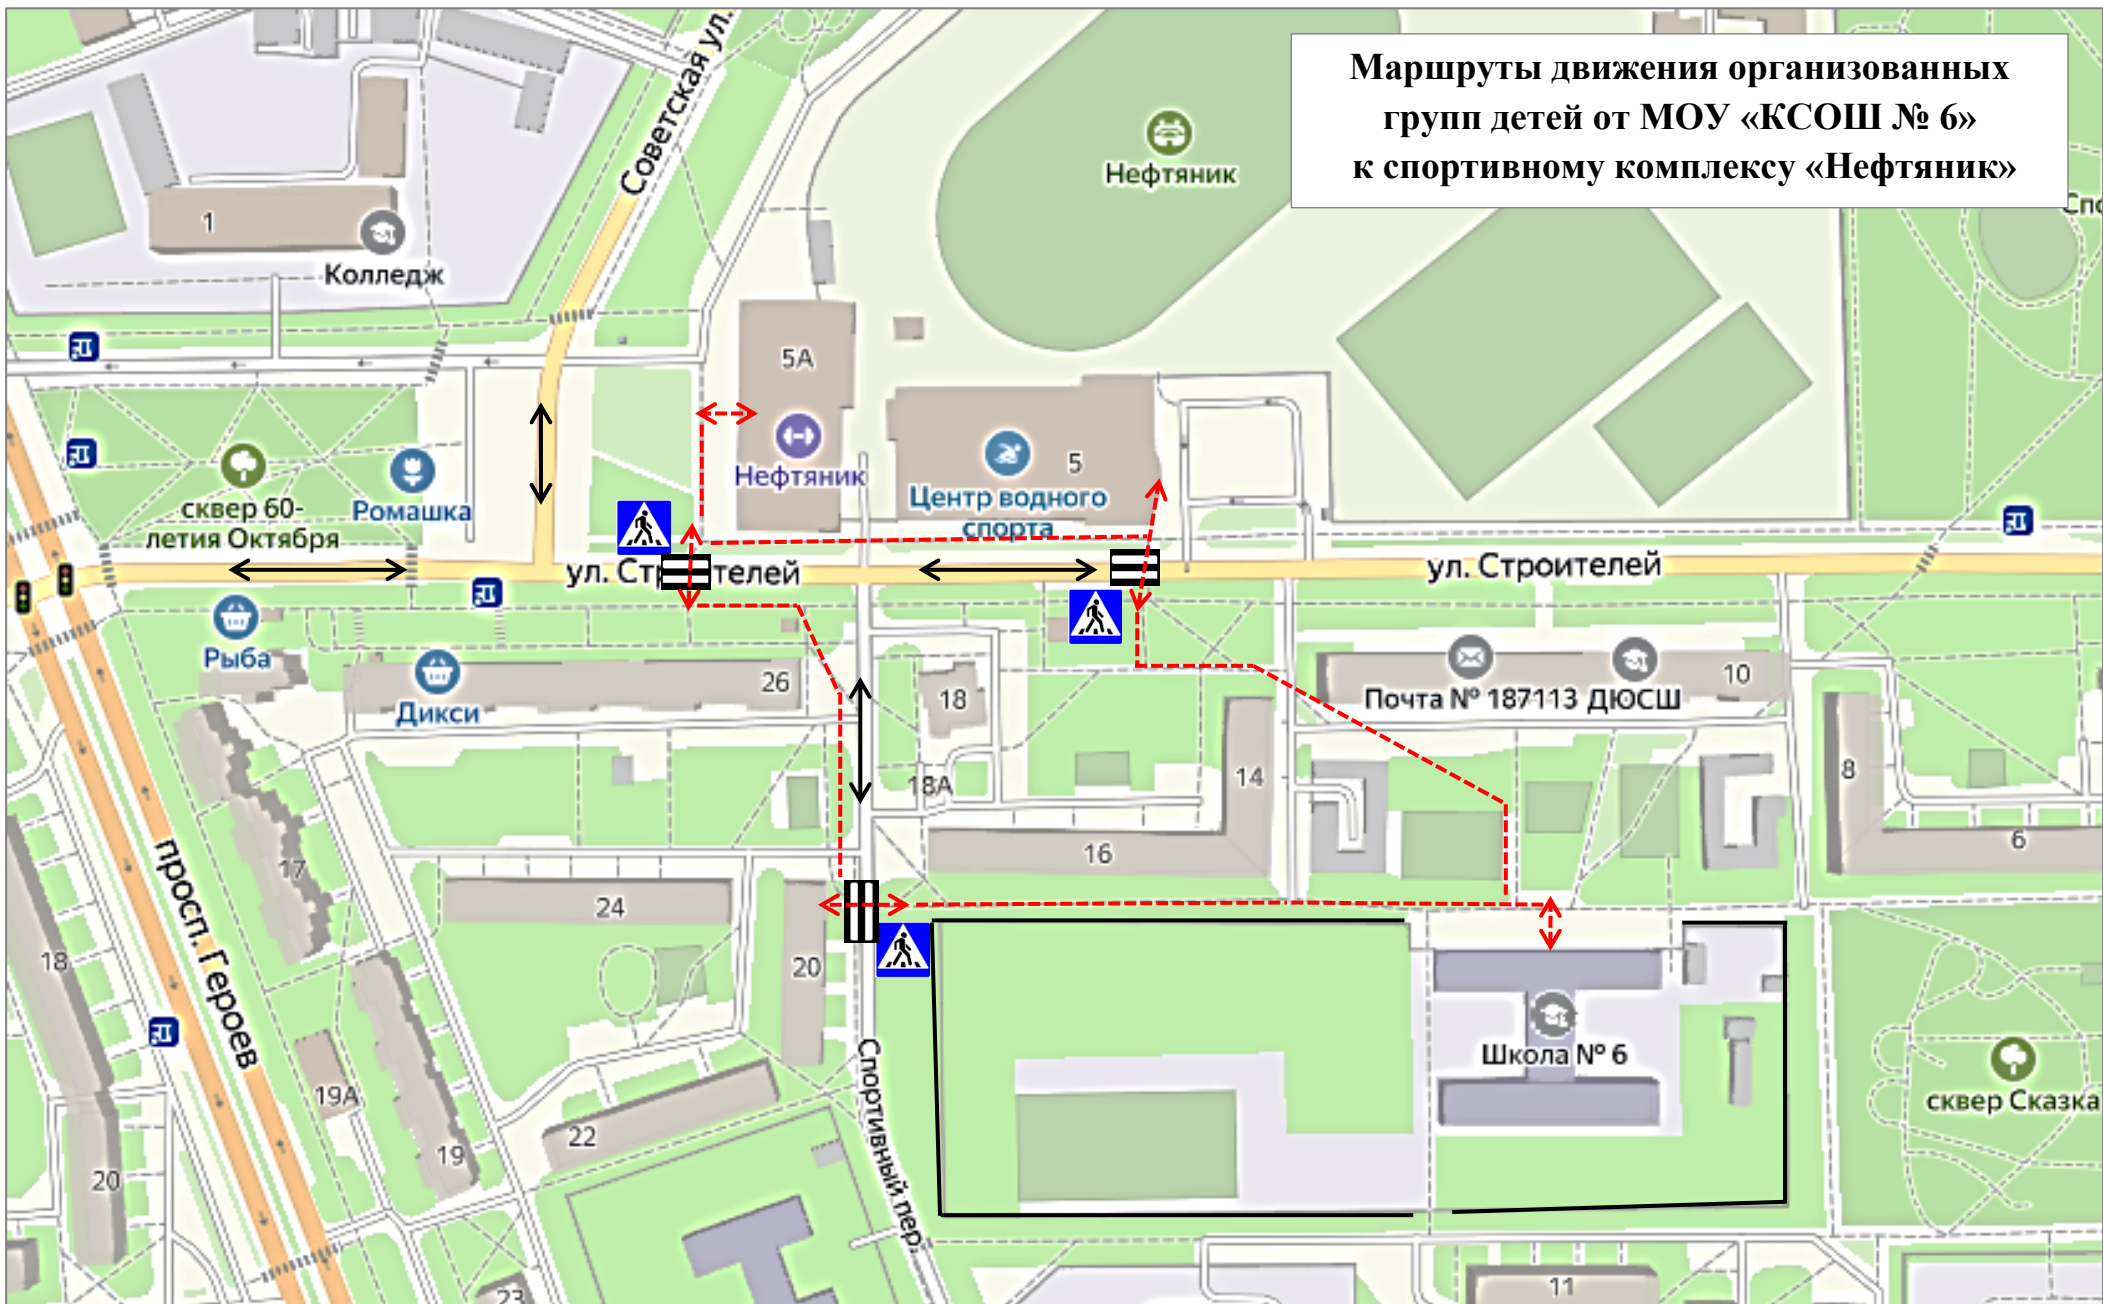 Маршруты движения организованных
групп детей от МОУ «КСОШ № 6»
к спортивному комплексу «Нефтяник»
Советская ул.
Нефтяник
1
Колледж
5А
Нефтяник
5
Центр водного
спорта
сквер 60-
летия Октября
Ромашка
ул. Строителей
Рыба
Дикси
26
18
10
Почта № 187113
ДЮСШ
18А
14
8
16
6
17
24
20
просп. Героев
18
Школа № 6
19А
Спортивный пер.
22
19
20
сквер Сказка
11
23